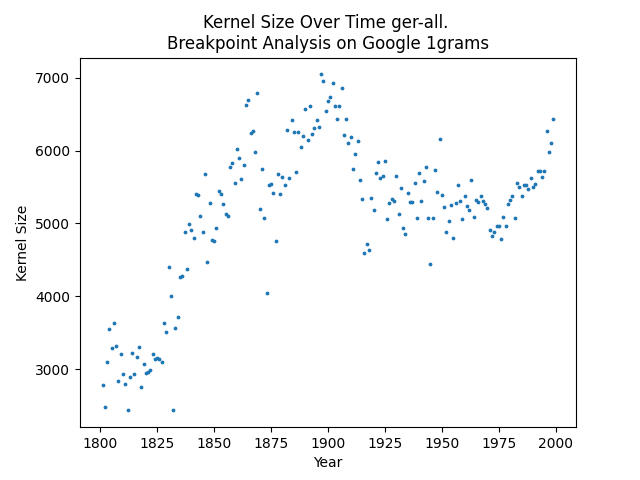 Kernel Size Over Time ger-all.
Breakpoint Analysis on Google 1grams
7000
6000
5000
4000
3000
Kernel Size
1800 1825 1850 1875 1900 1925 1950 1975 2000
Year